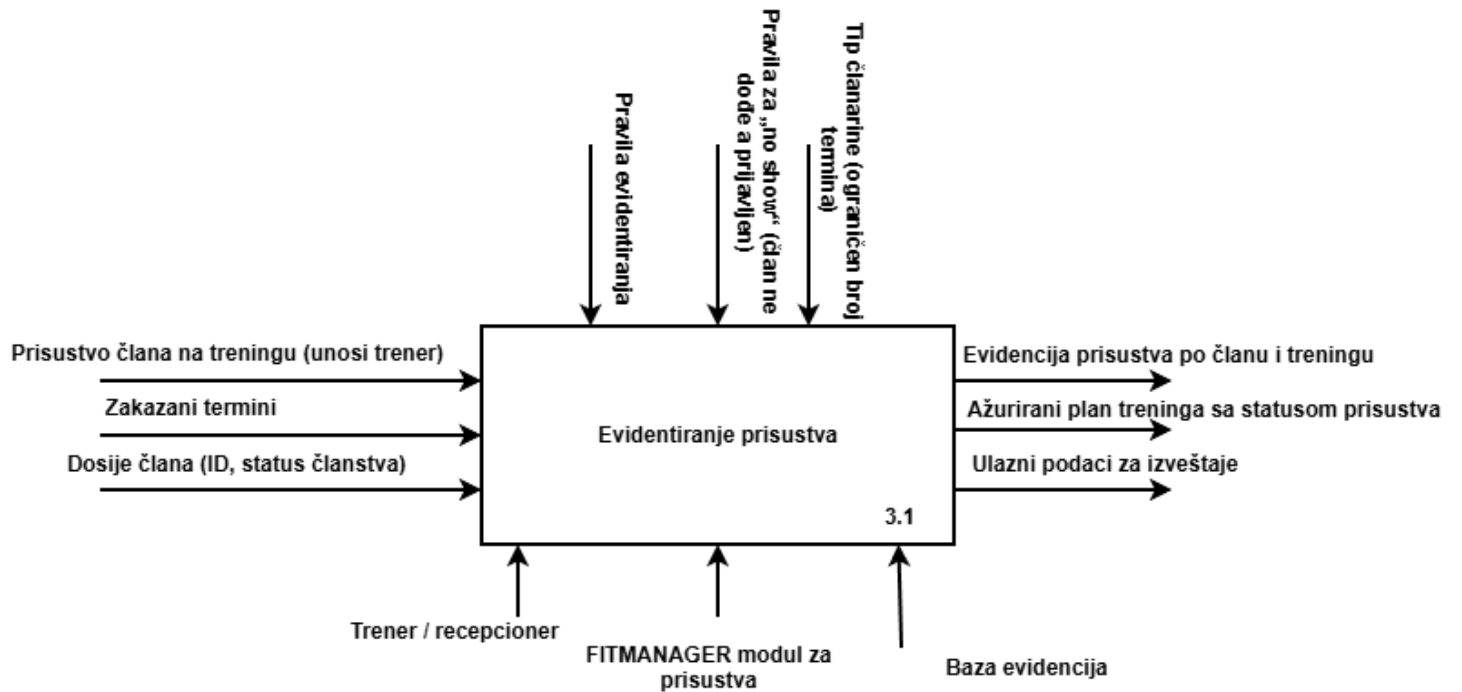 Pravila evidentiranja
Pravila za „no show“ (član ne
dođe a prijavljen)
Tip članarine (ograničen broj
termina)
Prisustvo člana na treningu (unosi trener)
Zakazani termini
Dosije člana (ID, status članstva)
Evidentiranje prisustva
3.1
Evidencija prisustva po članu i treningu
Ažurirani plan treninga sa statusom prisustva
Ulazni podaci za izveštaje
Trener / recepcioner
FITMANAGER modul za
prisustva
Baza evidencija